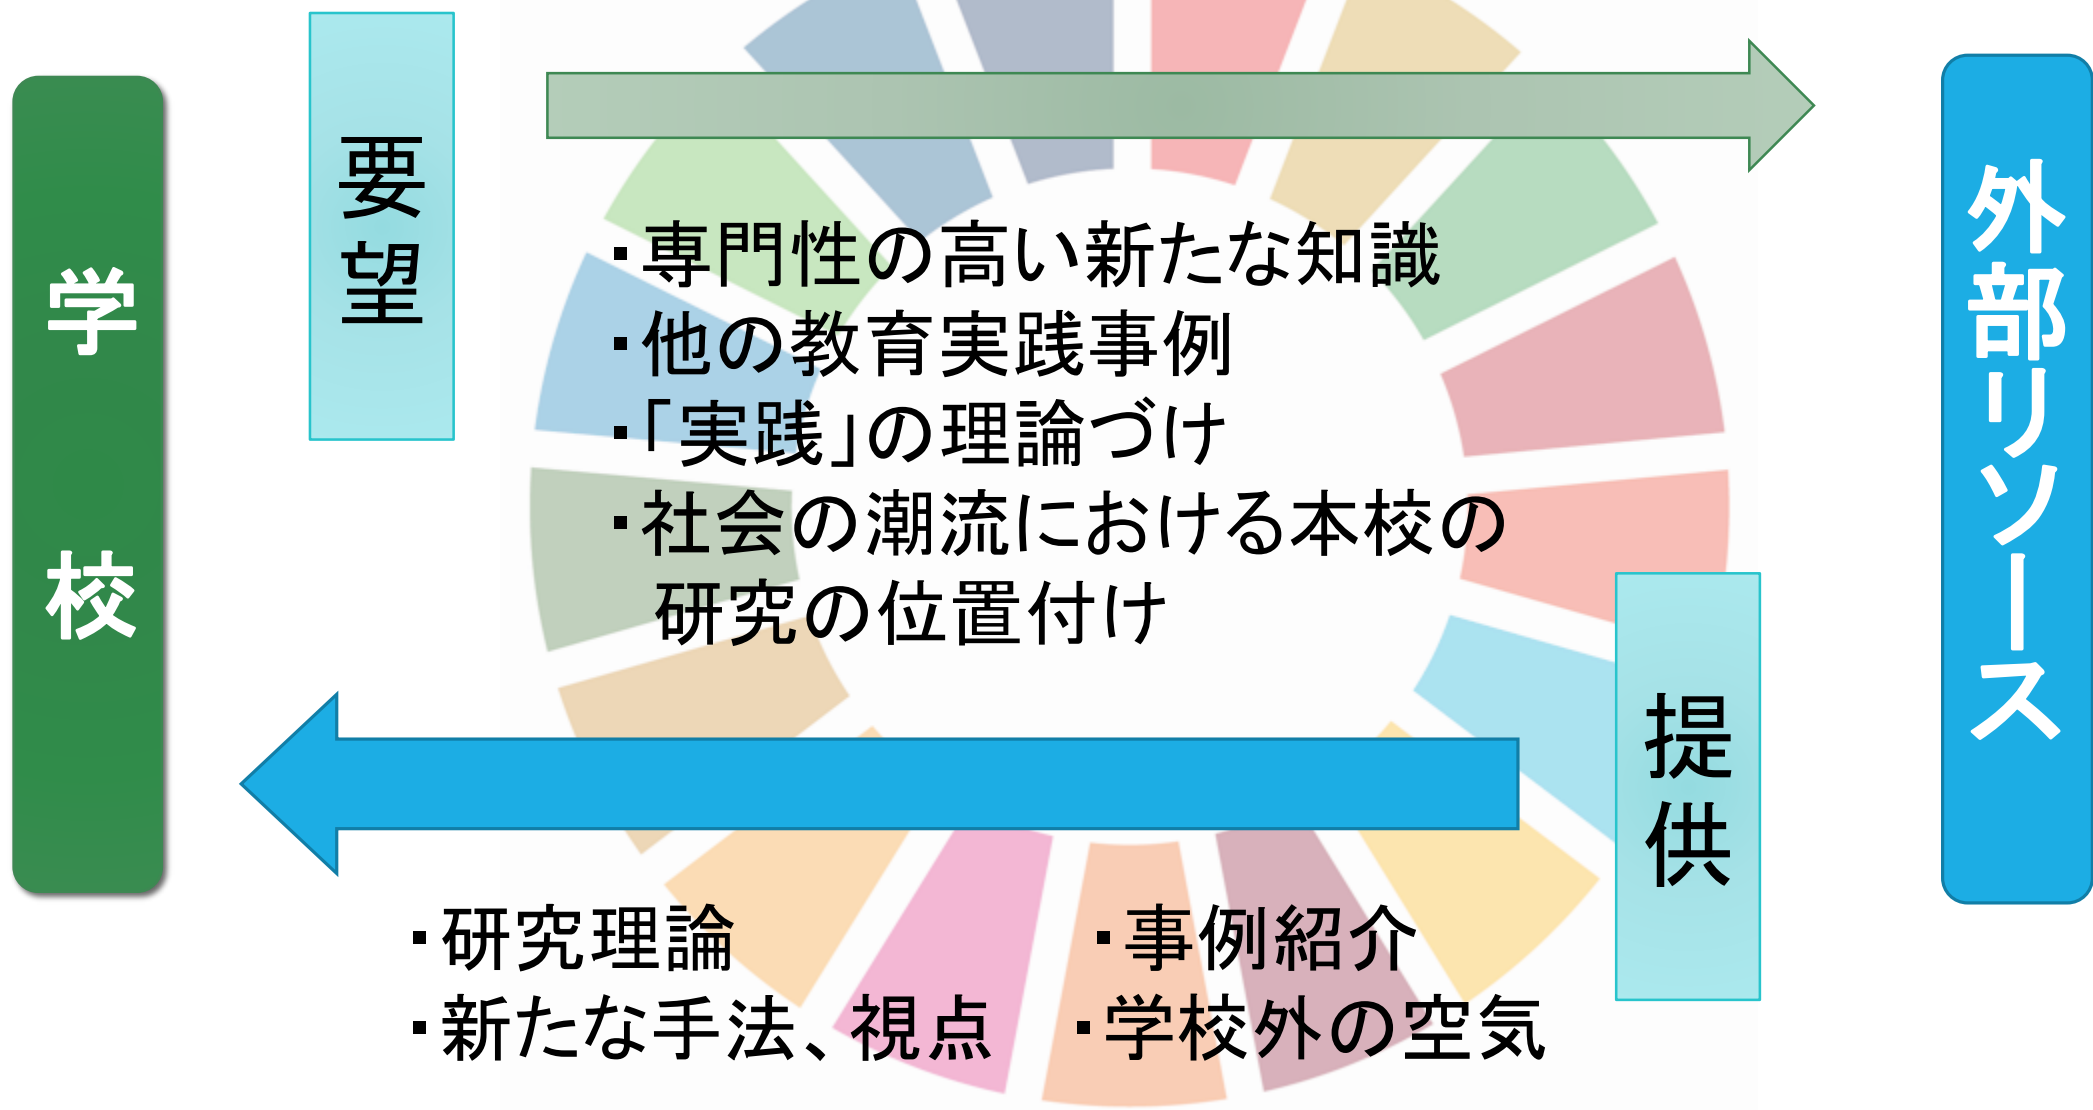 学校
要望
・専門性の高い新たな知識
・他の教育実践事例
・「実践」の理論づけ
・社会の潮流における本校の
研究の位置付け
外部リソース
提供
・研究理論
・新たな手法、視点
・事例紹介
・学校外の空気